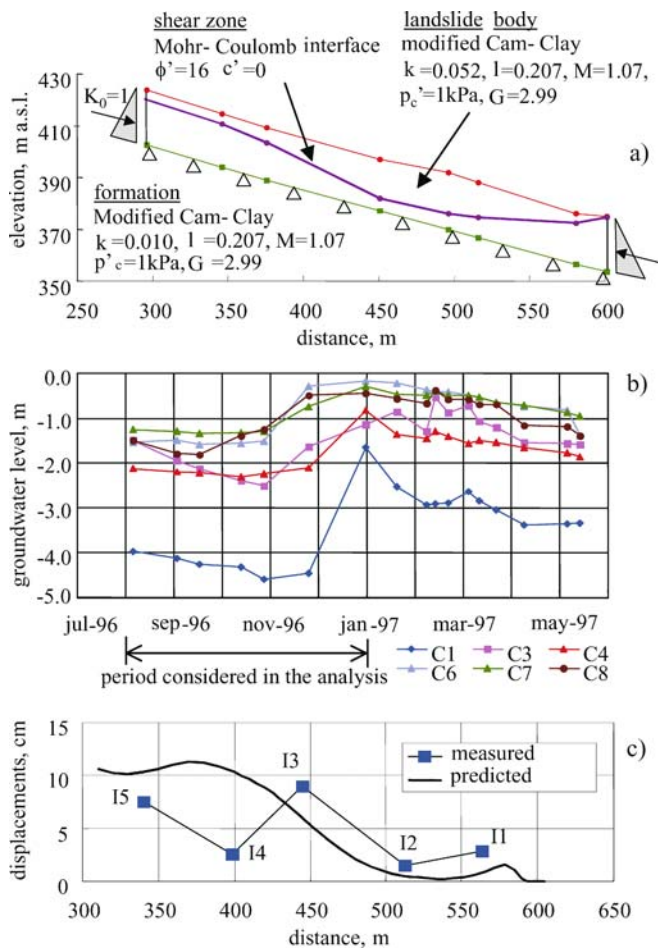 shear zone
Mohr- Coulomb interface
ϕ'=16 c'=0
landslide body
modified Cam- Clay
k=0.052, l=0.207, M=1.07,
p_c'=1kPa, G=2.99
K₀=1
a)
430
410
390
370
350
elevation, m a.s.l.
formation
Modified Cam- Clay
k=0.010, l=0.207, M=1.07
p'_c=1kPa, G=2.99
250 300 350 400 450 500 550 600
distance, m
b)
0.0
-1.0
-2.0
-3.0
-4.0
-5.0
groundwater level, m
jul-96 sep-96 nov-96 jan-97 mar-97 may-97
period considered in the analysis
C1 C3 C4
C6 C7 C8
c)
15
10
5
0
displacements, cm
measured
predicted
I5
I4
I3
I2
I1
300 350 400 450 500 550 600 650
distance, m